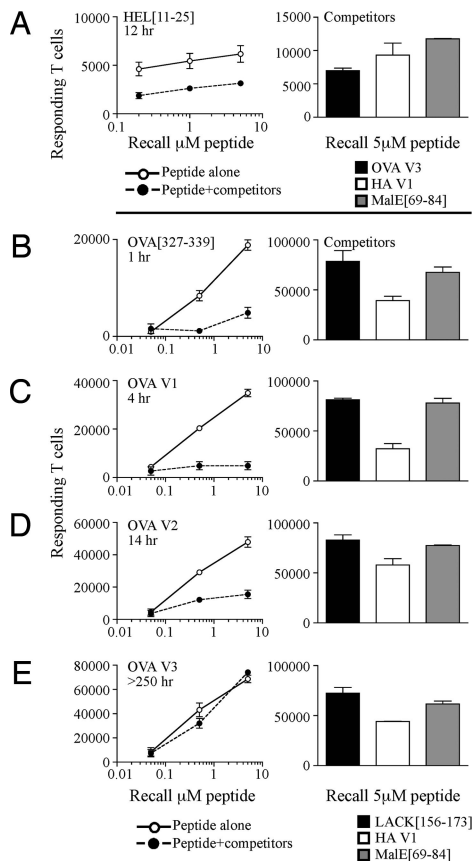 A
HEL[11-25]
12 hr
Competitors
Responding T cells
10000
5000
0
0.1
1
10
15000
10000
5000
0
Recall µM peptide
Recall 5µM peptide
Peptide alone
Peptide+competitors
OVA V3
HA V1
MalE[69-84]
B
OVA[327-339]
1 hr
Competitors
20000
10000
0
0.01
0.1
1
10
100000
50000
0
C
OVA V1
4 hr
40000
20000
0
0.01
0.1
1
10
100000
50000
0
Responding T cells
D
OVA V2
14 hr
60000
40000
20000
0
0.01
0.1
1
10
100000
50000
0
E
OVA V3
>250 hr
80000
60000
40000
20000
0
0.01
0.1
1
10
100000
50000
0
Recall µM peptide
Recall 5µM peptide
Peptide alone
Peptide+competitors
LACK[156-173]
HA V1
MalE[69-84]